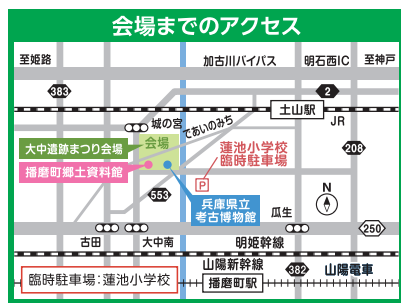 会場までのアクセス
至姫路
加古川バイパス
明石西IC
至神戸
383
2
土山駅
JR
城の宮
であいのみち
208
大中遺跡まつり会場
会場
播磨町郷土資料館
蓮池小学校
臨時駐車場
P
553
兵庫県立
考古博物館
N
瓜生
250
古田
大中南
明姫幹線
山陽新幹線
382
山陽電車
臨時駐車場:蓮池小学校
播磨町駅